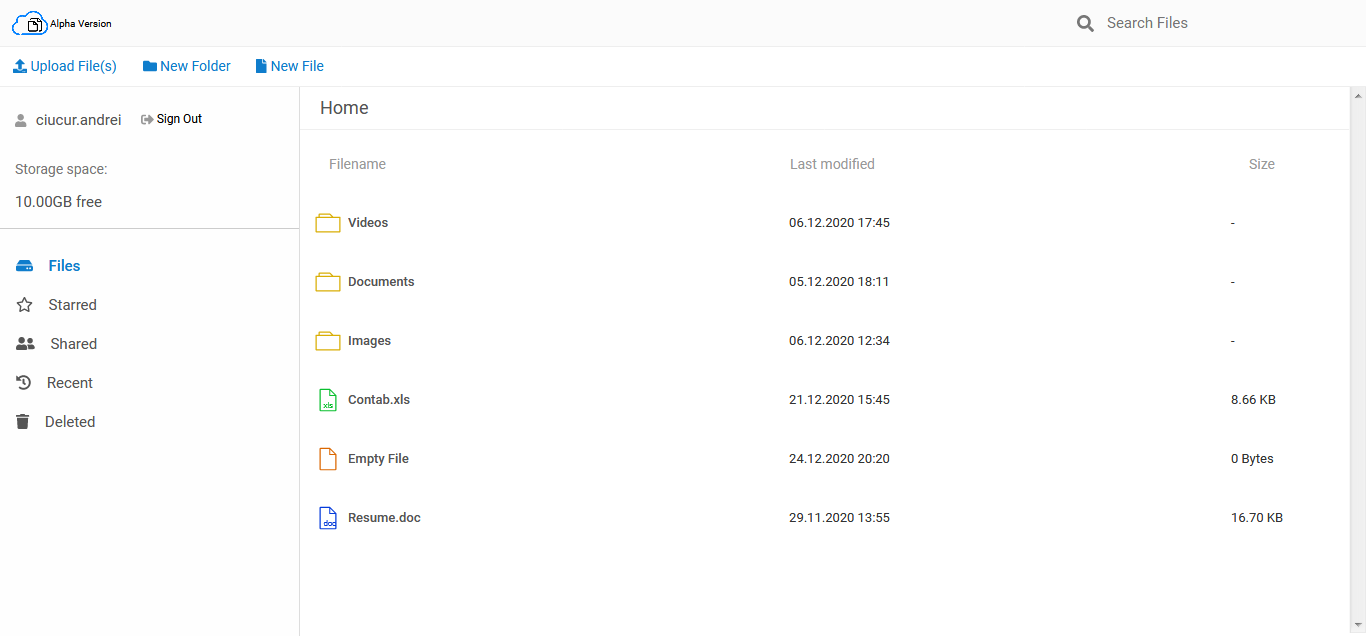 Alpha Version
Search Files
Upload File(s) New Folder New File
ciucur.andrei Sign Out
Storage space:
10.00GB free
Files
Starred
Shared
Recent
Deleted
Home
Filename Last modified Size
Videos 06.12.2020 17:45 -
Documents 05.12.2020 18:11 -
Images 06.12.2020 12:34 -
xls Contab.xls 21.12.2020 15:45 8.66 KB
Empty File 24.12.2020 20:20 0 Bytes
doc Resume.doc 29.11.2020 13:55 16.70 KB